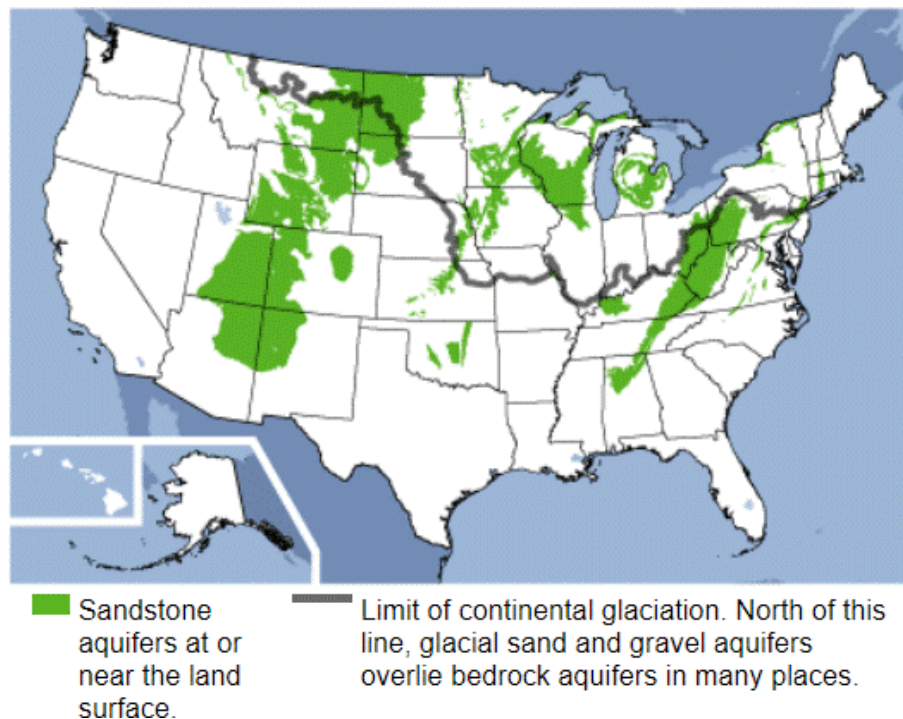 Sandstone
aquifers at or
near the land
surface.
Limit of continental glaciation. North of this
line, glacial sand and gravel aquifers
overlie bedrock aquifers in many places.